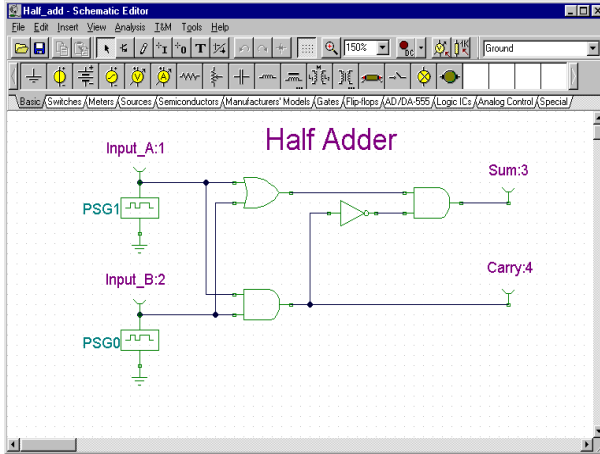 Half_add - Schematic Editor
File Edit Insert View Analysis T&M Tools Help
T 150% DC 1K Ground
V A M
Basic Switches Meters Sources Semiconductors Manufacturers' Models Gates Flip-flops AD/DA-555 Logic ICs Analog Control Special
Half Adder
Input_A:1
Sum:3
PSG1
Input_B:2
Carry:4
PSG0